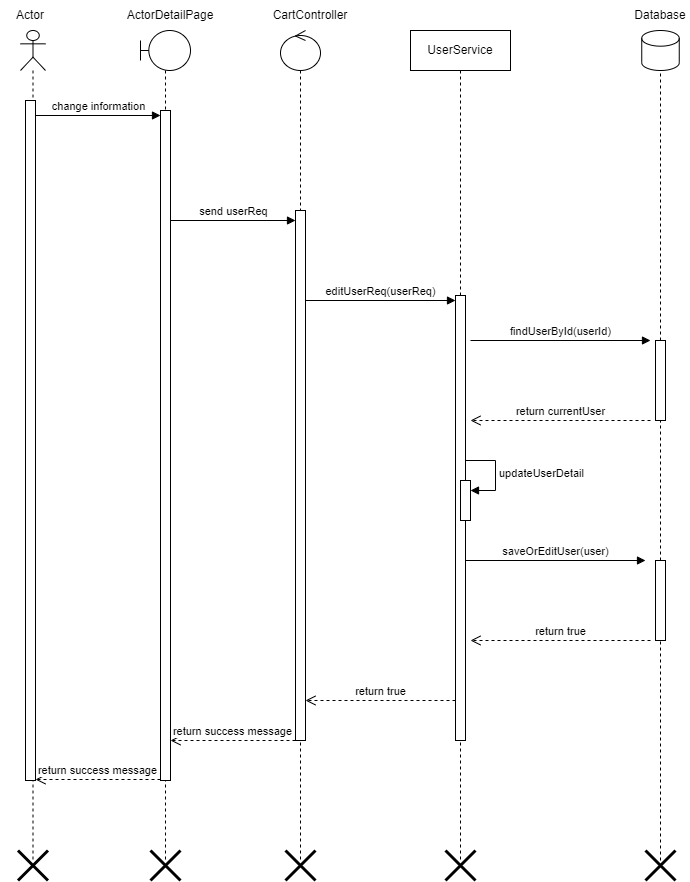 Actor
ActorDetailPage
CartController
UserService
Database
change information
send userReq
editUserReq(userReq)
findUserById(userId)
return currentUser
updateUserDetail
saveOrEditUser(user)
return true
return true
return success message
return success message